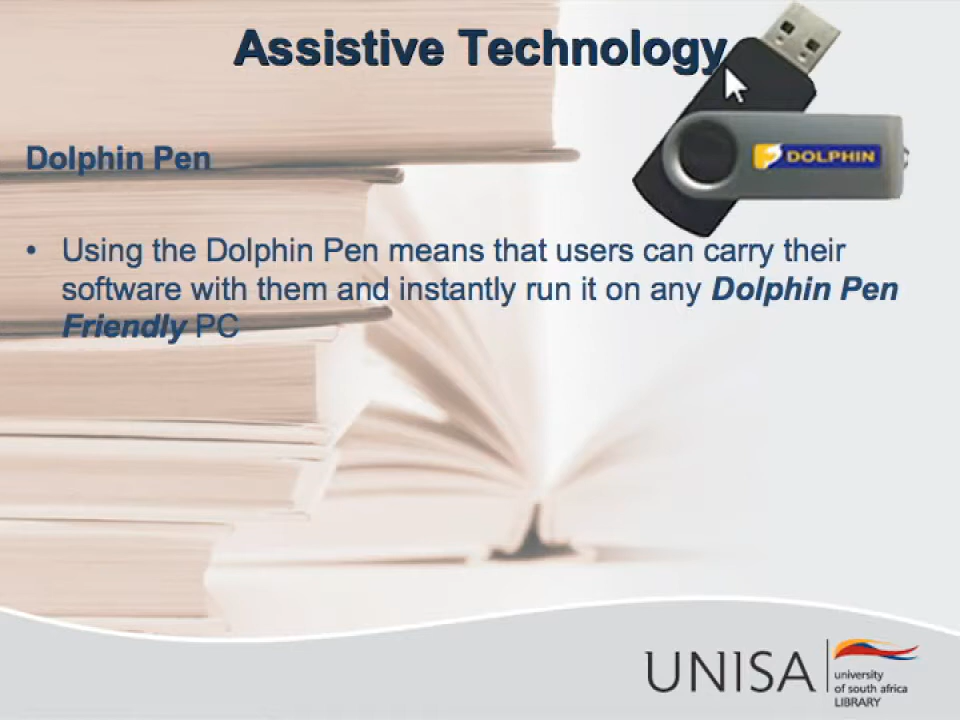 Assistive Technology
DOLPHIN
Dolphin Pen
• Using the Dolphin Pen means that users can carry their
software with them and instantly run it on any Dolphin Pen
Friendly PC
UNISA
university
of south africa
LIBRARY